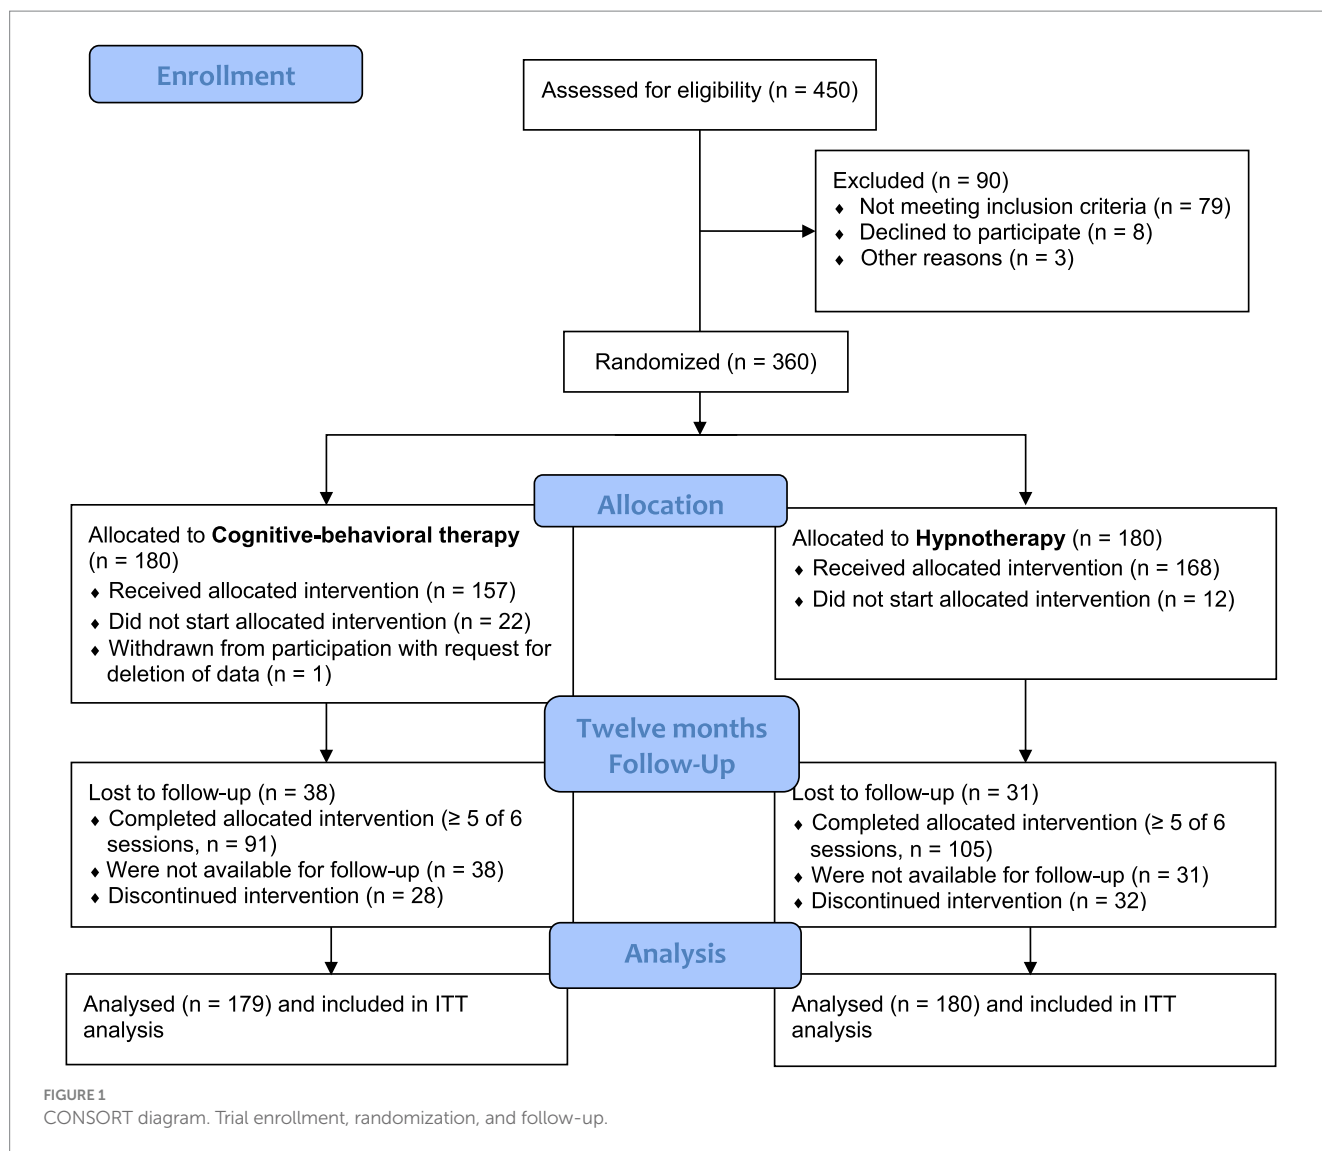 Enrollment
Assessed for eligibility (n = 450)
Excluded (n = 90)
♦ Not meeting inclusion criteria (n = 79)
♦ Declined to participate (n = 8)
♦ Other reasons (n = 3)
Randomized (n = 360)
Allocation
Allocated to Cognitive-behavioral therapy
(n = 180)
♦ Received allocated intervention (n = 157)
♦ Did not start allocated intervention (n = 22)
♦ Withdrawn from participation with request for
deletion of data (n = 1)
Allocated to Hypnotherapy (n = 180)
♦ Received allocated intervention (n = 168)
♦ Did not start allocated intervention (n = 12)
Twelve months
Follow-Up
Lost to follow-up (n = 38)
♦ Completed allocated intervention (≥ 5 of 6
sessions, n = 91)
♦ Were not available for follow-up (n = 38)
♦ Discontinued intervention (n = 28)
Lost to follow-up (n = 31)
♦ Completed allocated intervention (≥ 5 of 6
sessions, n = 105)
♦ Were not available for follow-up (n = 31)
♦ Discontinued intervention (n = 32)
Analysis
Analysed (n = 179) and included in ITT
analysis
Analysed (n = 180) and included in ITT
analysis
FIGURE 1
CONSORT diagram. Trial enrollment, randomization, and follow-up.